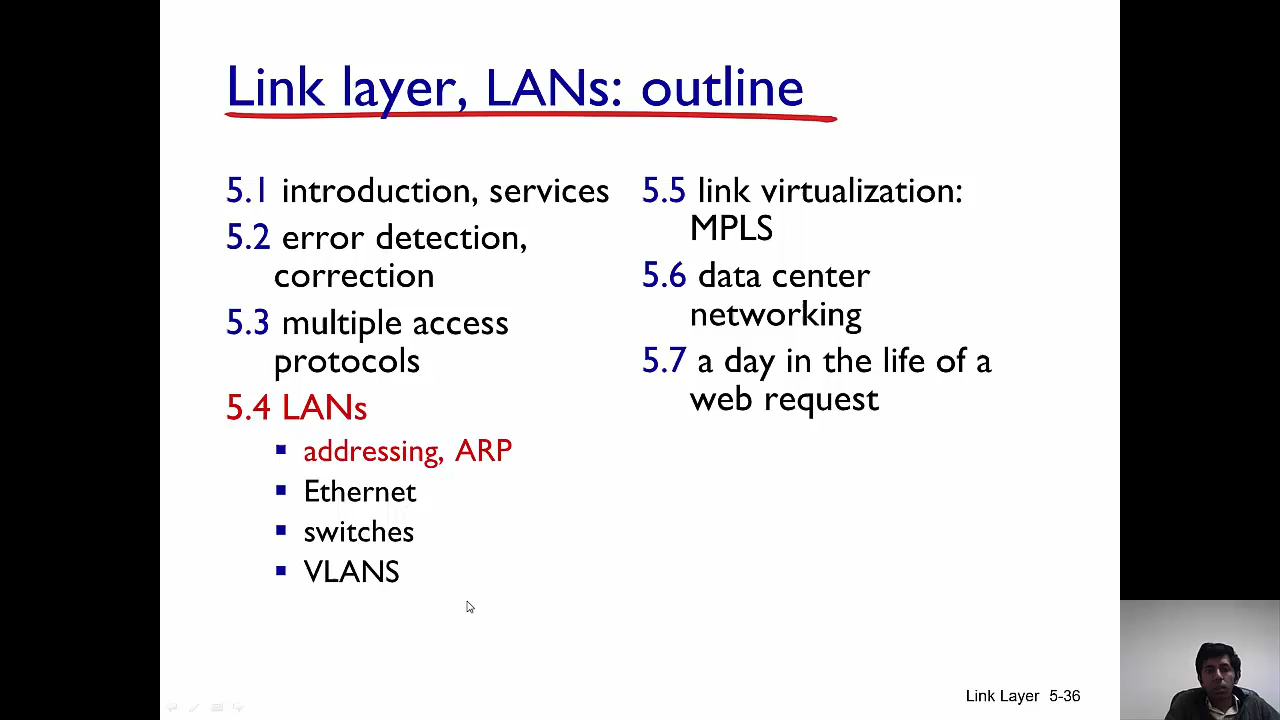 Link layer, LANs: outline
5.1 introduction, services
5.2 error detection,
correction
5.3 multiple access
protocols
5.4 LANs
▪ addressing, ARP
▪ Ethernet
▪ switches
▪ VLANS
5.5 link virtualization:
MPLS
5.6 data center
networking
5.7 a day in the life of a
web request
Link Layer 5-36